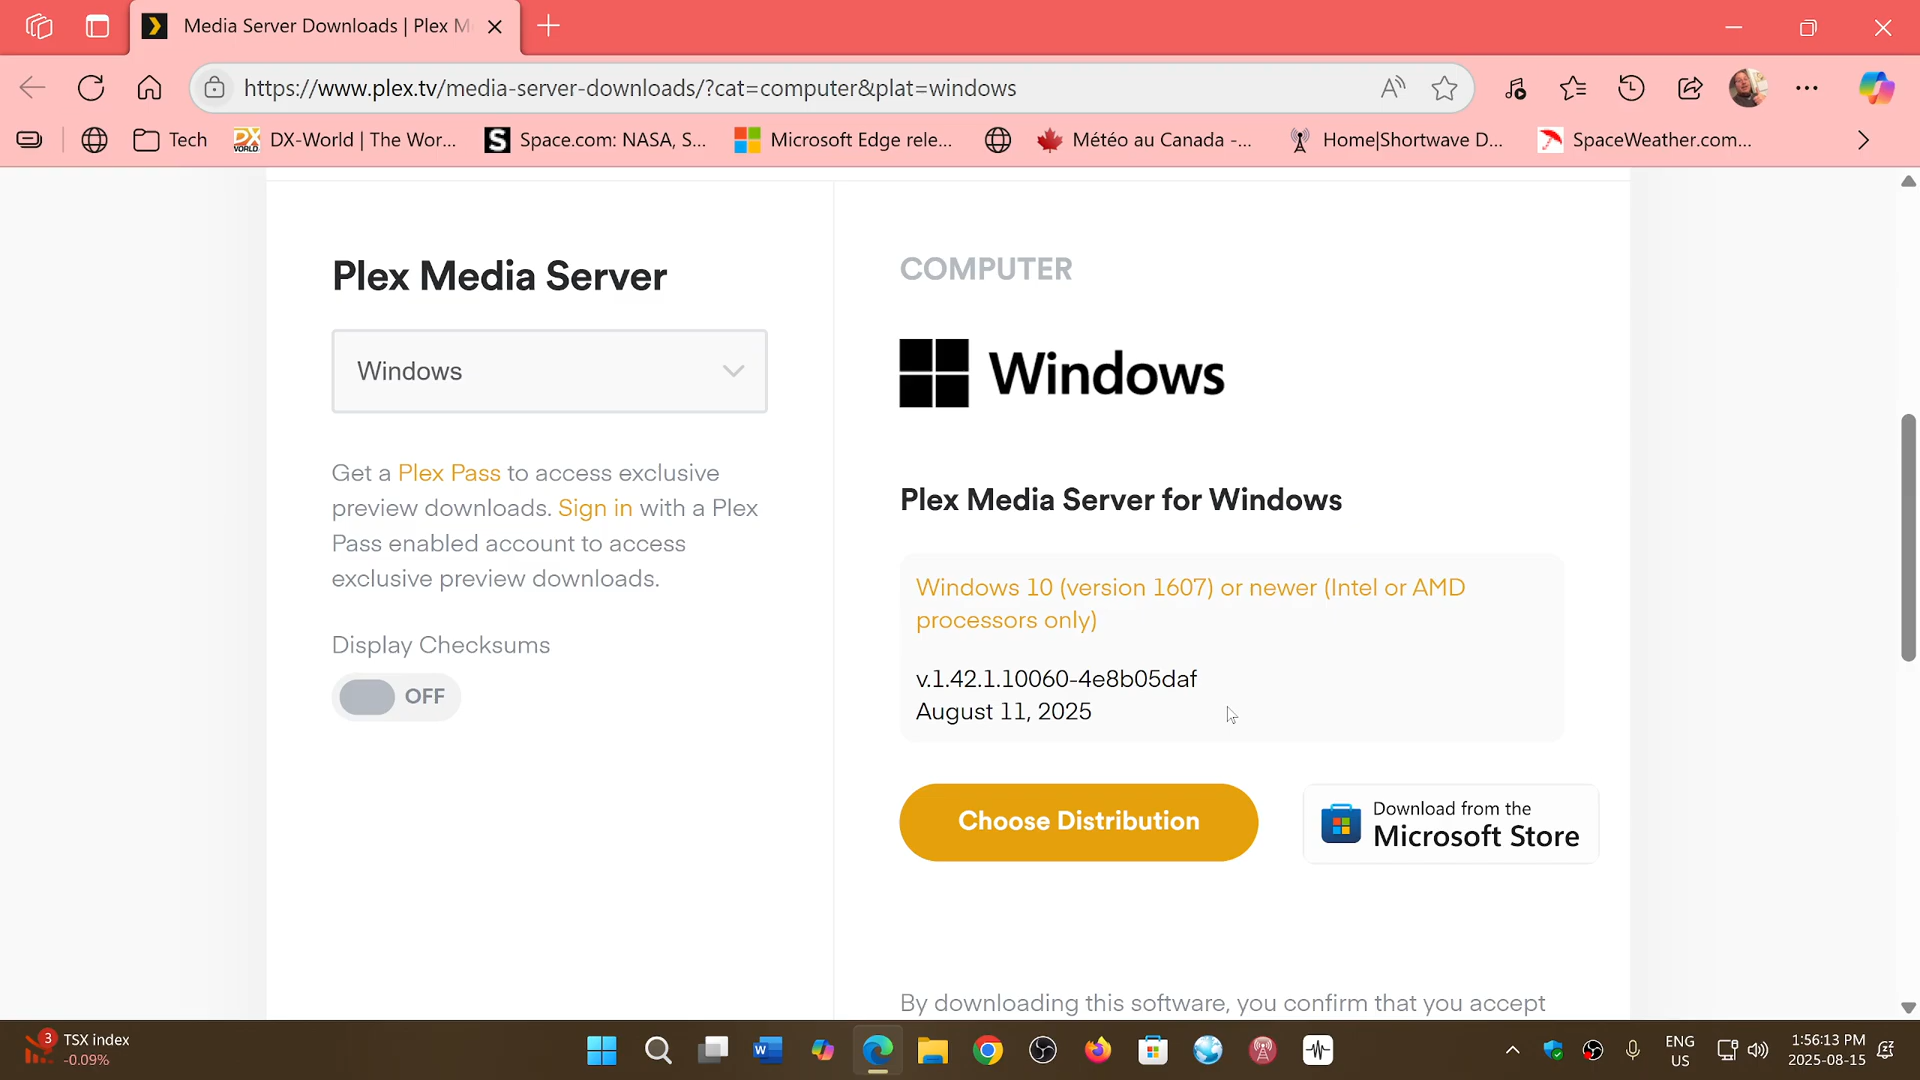 Media Server Downloads | Plex M
https://www.plex.tv/media-server-downloads/?cat=computer&plat=windows
Tech
DX-World | The Wor...
Space.com: NASA, S...
Microsoft Edge rele...
Météo au Canada -...
Home|Shortwave D...
SpaceWeather.com...
Plex Media Server
Windows
Get a Plex Pass to access exclusive
preview downloads. Sign in with a Plex
Pass enabled account to access
exclusive preview downloads.
Display Checksums
OFF
COMPUTER
Windows
Plex Media Server for Windows
Windows 10 (version 1607) or newer (Intel or AMD
processors only)
v.1.42.1.10060-4e8b05daf
August 11, 2025
Choose Distribution
Download from the
Microsoft Store
By downloading this software, you confirm that you accept
3
TSX index
-0.09%
ENG
US
1:56:13 PM
2025-08-15